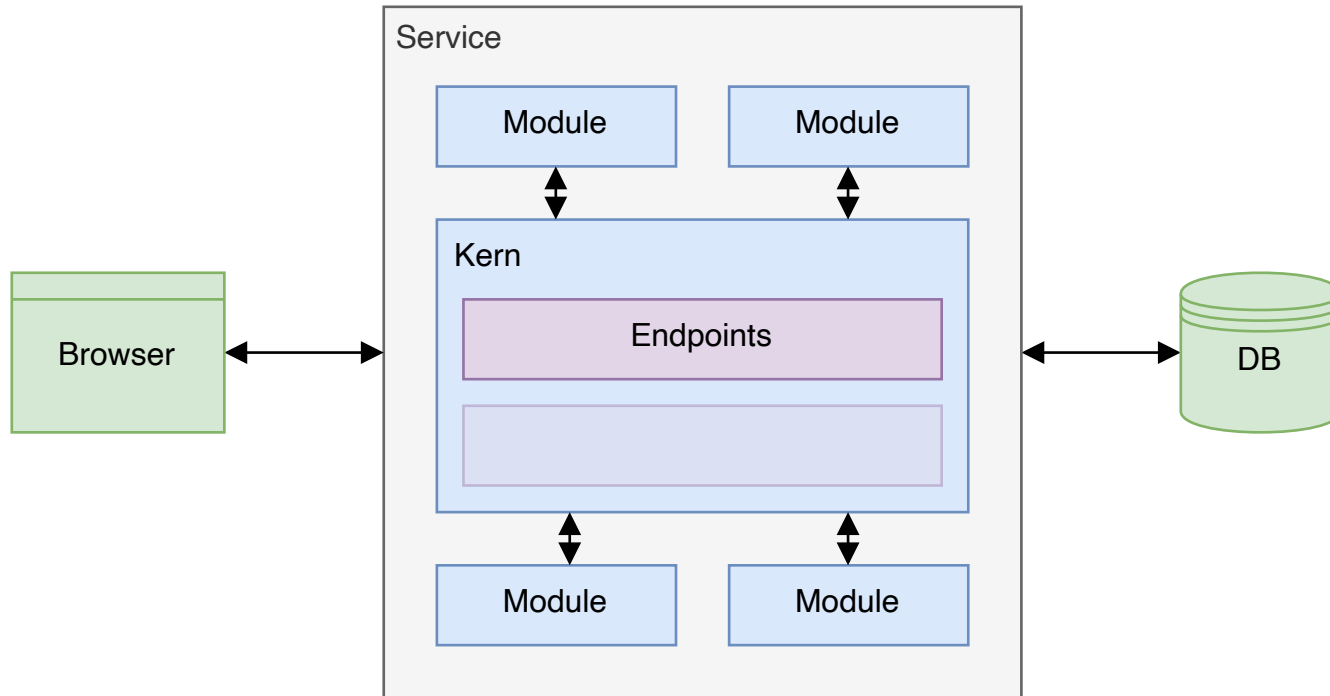 Service
Module
Module
Kern
Endpoints
Browser
DB
Module
Module